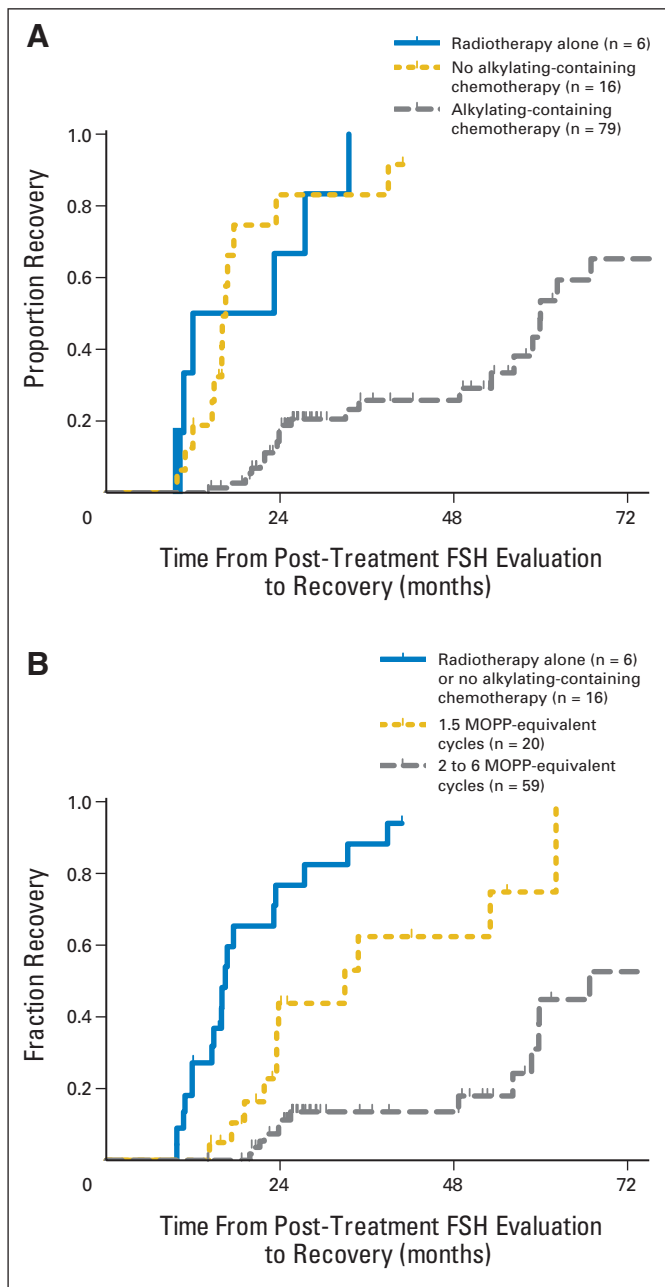 A
Radiotherapy alone (n = 6)
No alkylating-containing
chemotherapy (n = 16)
Alkylating-containing
chemotherapy (n = 79)
1.0
0.8
0.6
0.4
0.2
0
24
48
72
Proportion Recovery
Time From Post-Treatment FSH Evaluation
to Recovery (months)
B
Radiotherapy alone (n = 6)
or no alkylating-containing
chemotherapy (n = 16)
1.5 MOPP-equivalent
cycles (n = 20)
2 to 6 MOPP-equivalent
cycles (n = 59)
1.0
0.8
0.6
0.4
0.2
0
24
48
72
Fraction Recovery
Time From Post-Treatment FSH Evaluation
to Recovery (months)